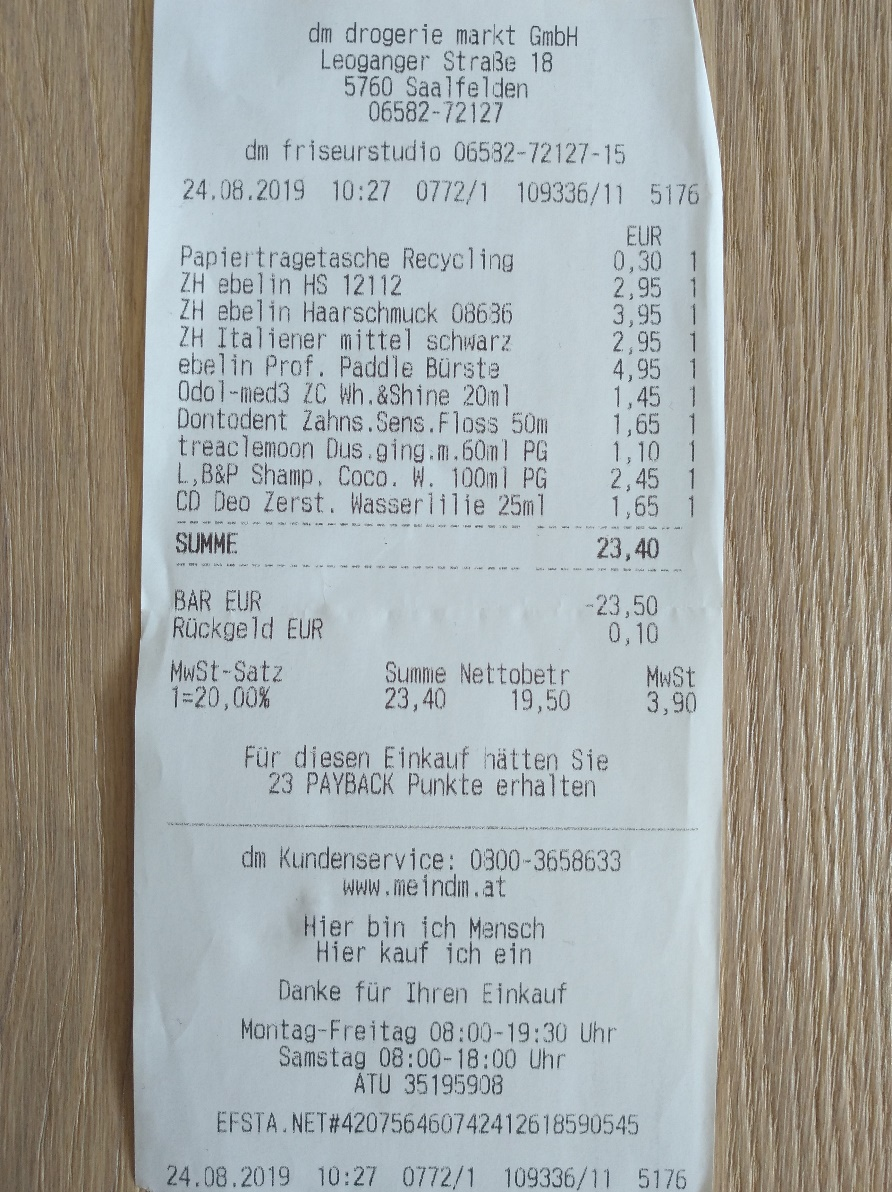 dm drogerie markt GmbH
Leoganger Straße 18
5760 Saalfelden
06582-72127
dm friseurstudio 06582-72127-15
24.08.2019 10:27 0772/1 109336/11 5176
EUR
Papiertragetasche Recycling 0,30 1
ZH ebelin HS 12112 2,95 1
ZH ebelin Haarschmuck 08636 3,95 1
ZH Italiener mittel schwarz 2,95 1
ebelin Prof. Paddle Bürste 4,95 1
Odol-med3 ZC Wh.&Shine 20ml 1,45 1
Dontodent Zahns.Sens.Floss 50m 1,65 1
treaclemoon Dus.ging.m.60ml PG 1,10 1
L,B&P Shamp. Coco. W. 100ml PG 2,45 1
CD Deo Zerst. Wasserlilie 25ml 1,65 1
SUMME 23,40
BAR EUR -23,50
Rückgeld EUR 0,10
MwSt-Satz Summe Nettobetr MwSt
1=20,00% 23,40 19,50 3,90
Für diesen Einkauf hätten Sie
23 PAYBACK Punkte erhalten
dm Kundenservice: 0800-3658633
www.meindm.at
Hier bin ich Mensch
Hier kauf ich ein
Danke für Ihren Einkauf
Montag-Freitag 08:00-19:30 Uhr
Samstag 08:00-18:00 Uhr
ATU 35195908
EFSTA.NET#420756460742412618590545
24.08.2019 10:27 0772/1 109336/11 5176